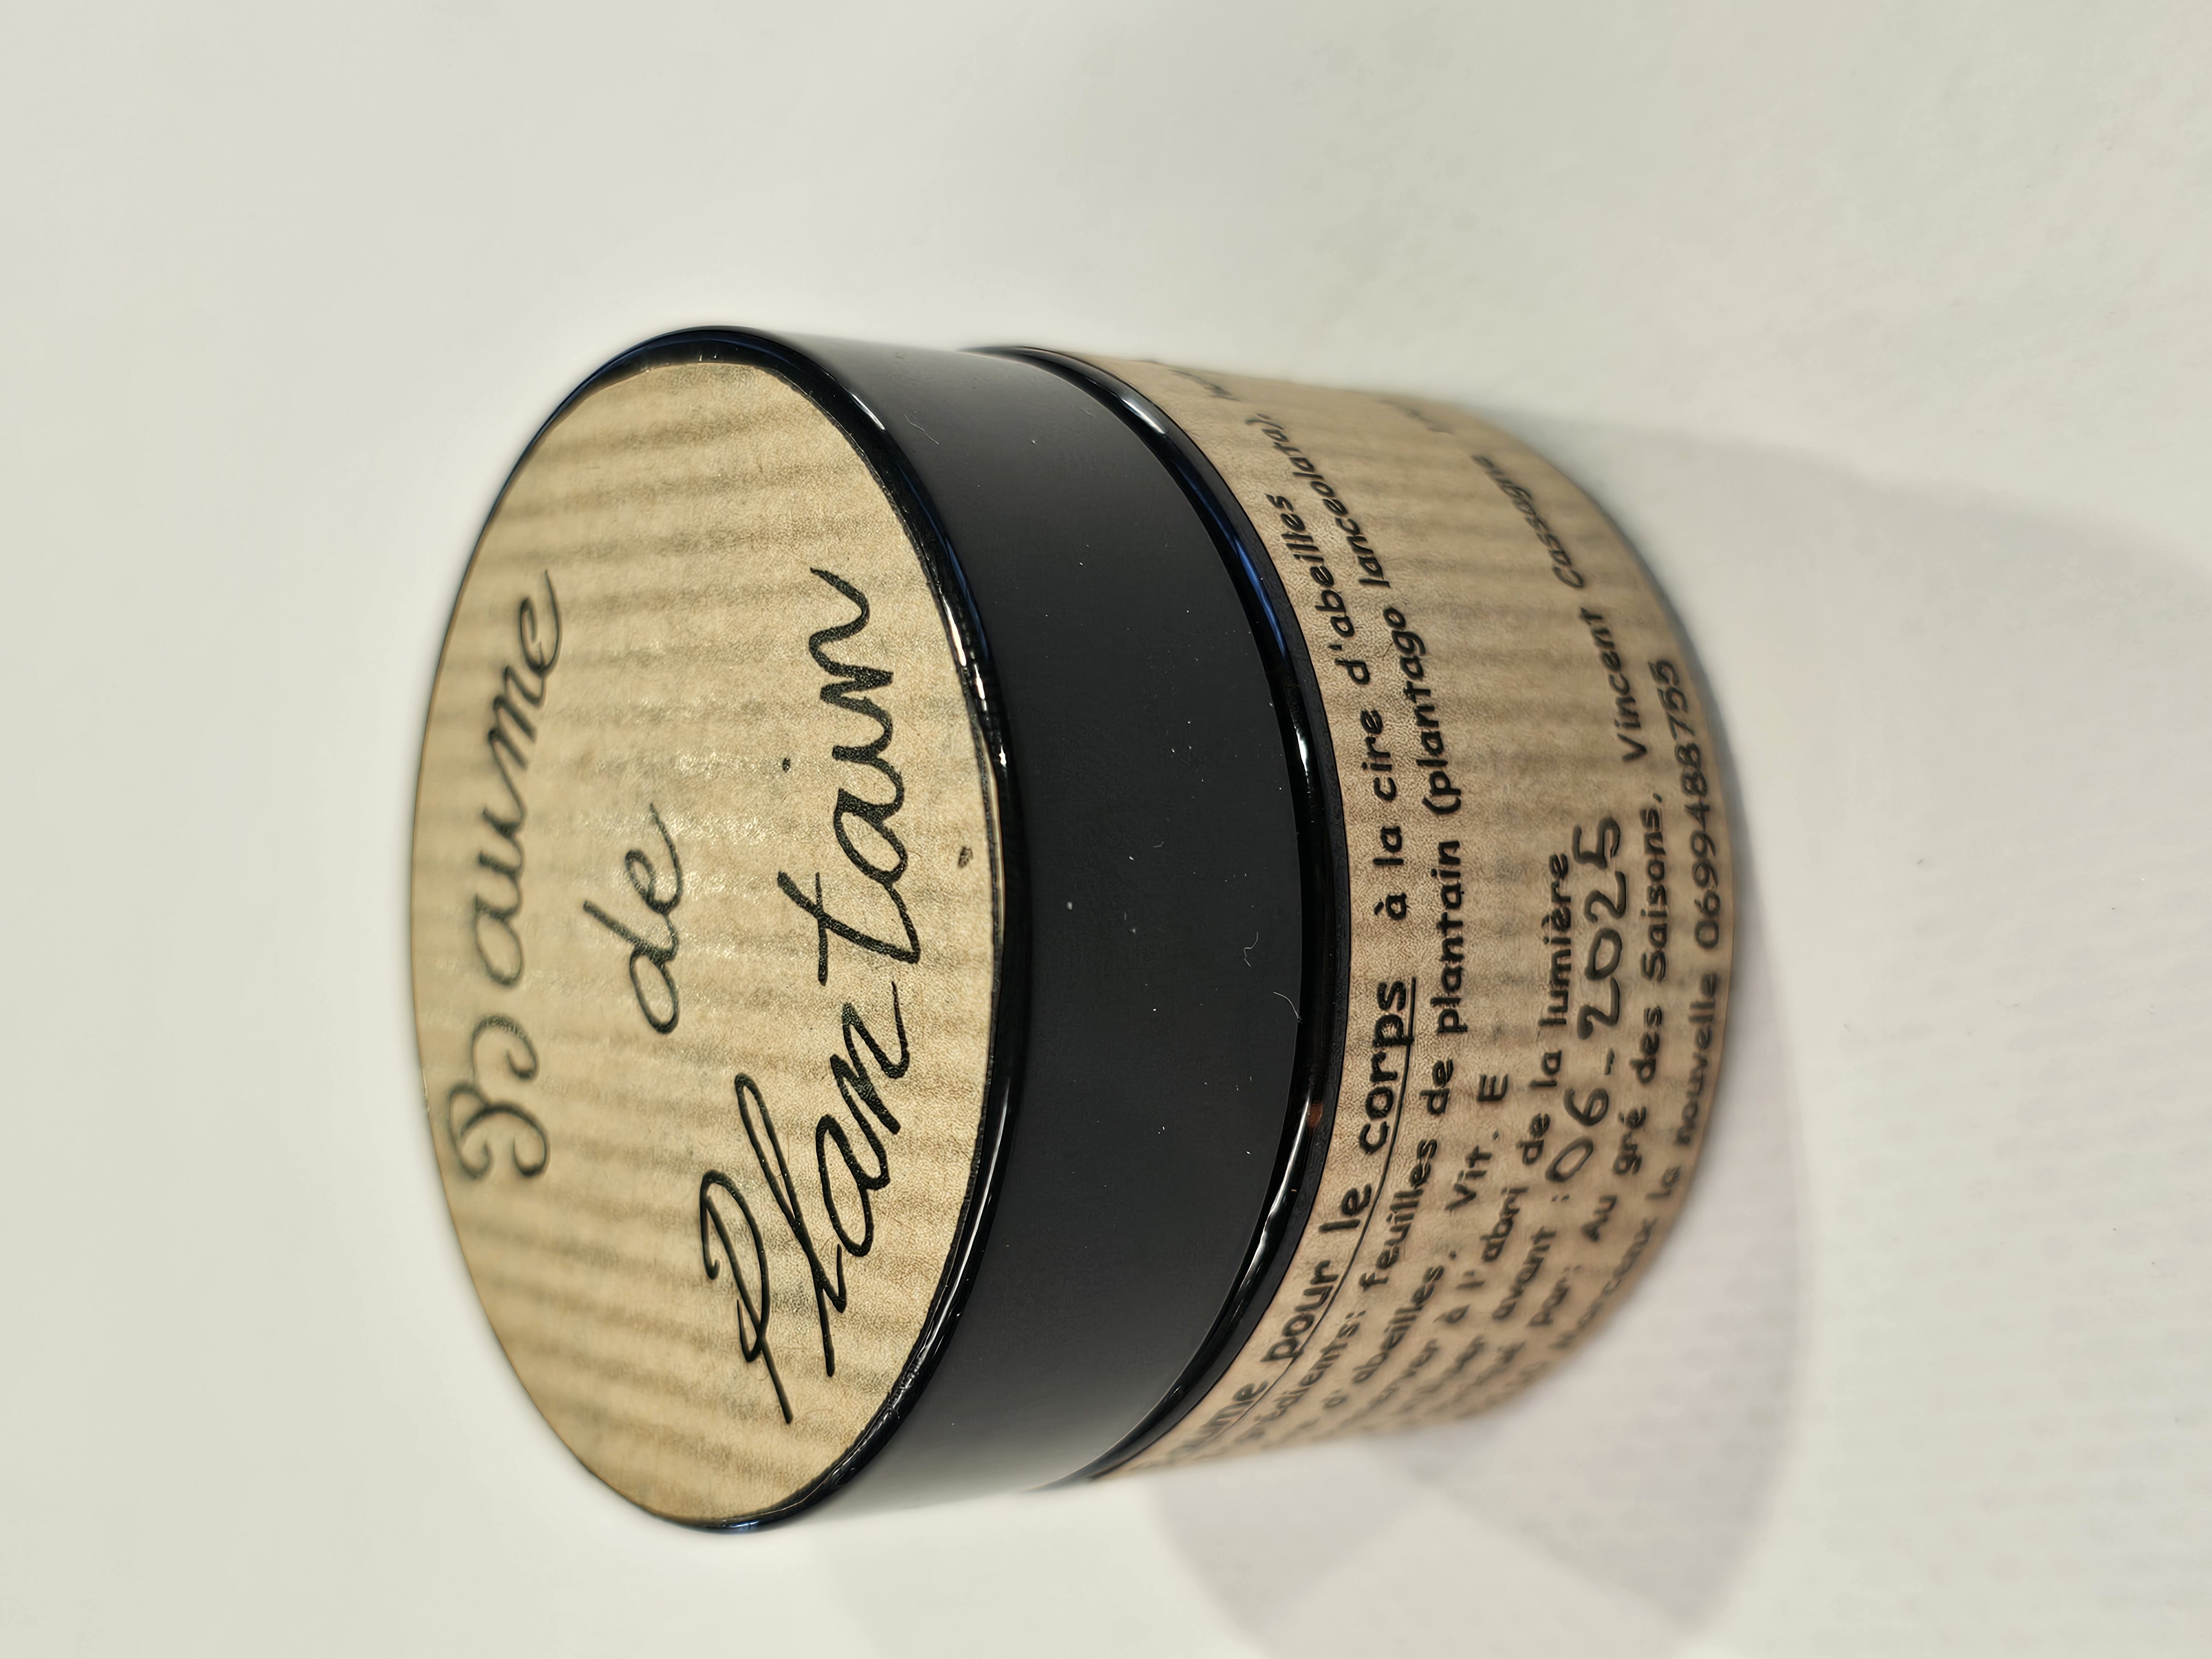 Baume
de
Plantain
Baume pour le corps à la cire d'abeilles
feuilles de plantain (plantago lanceolata),
d'abeilles, Vit. E
à l'abri de la lumière
avant : 06-2025
par: Au gré des Saisons, Vincent Cassagne
la nouvelle 0699488755